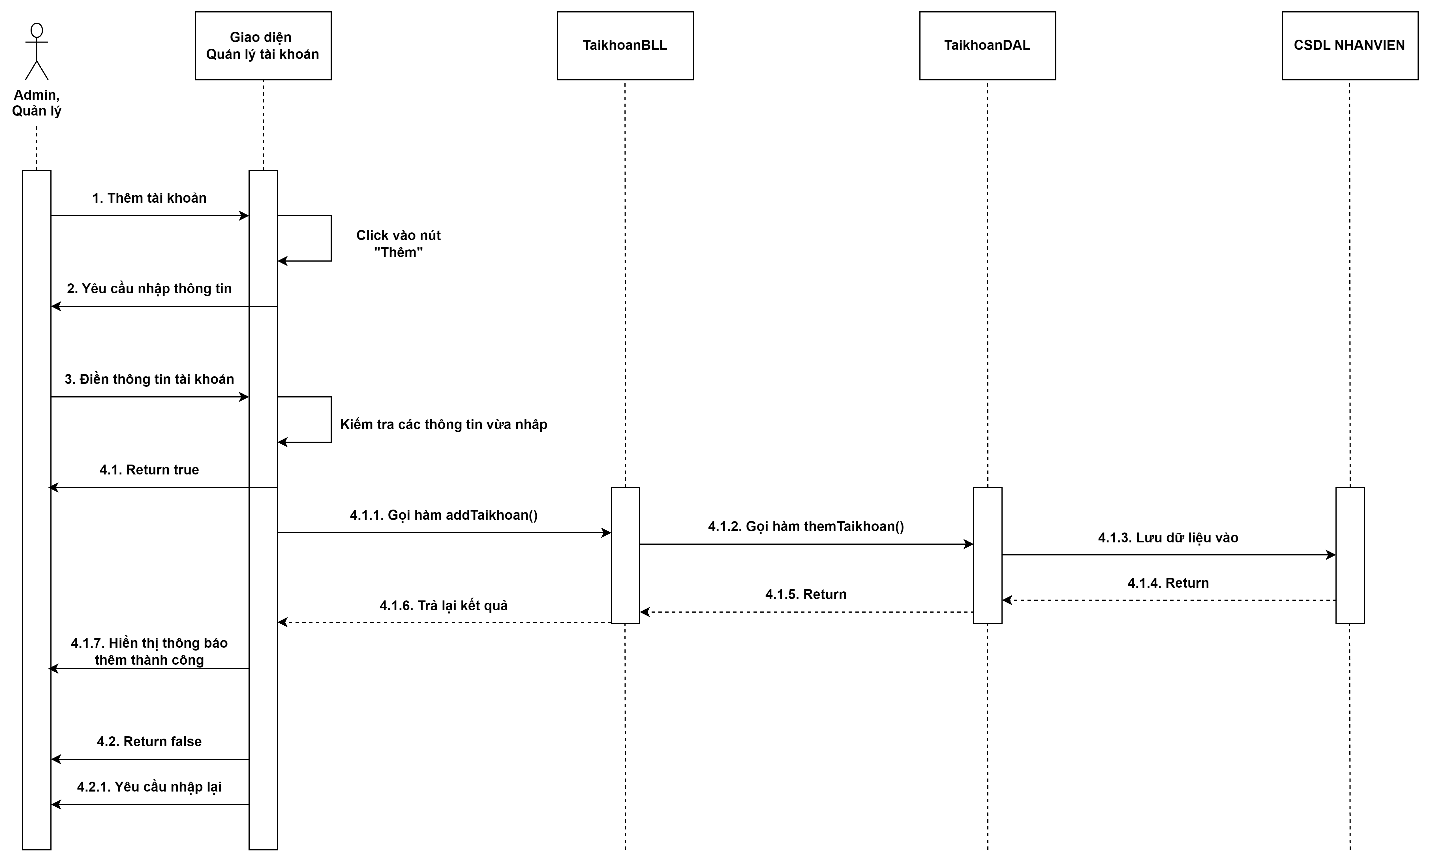 Giao diện
Quản lý tài khoản
TaikhoanBLL
TaikhoanDAL
CSDL NHANVIEN
Admin,
Quản lý
1. Thêm tài khoản
Click vào nút
"Thêm"
2. Yêu cầu nhập thông tin
3. Điền thông tin tài khoản
Kiểm tra các thông tin vừa nhâp
4.1. Return true
4.1.1. Gọi hàm addTaikhoan()
4.1.2. Gọi hàm themTaikhoan()
4.1.3. Lưu dữ liệu vào
4.1.4. Return
4.1.5. Return
4.1.6. Trả lại kết quả
4.1.7. Hiển thị thông báo
thêm thành công
4.2. Return false
4.2.1. Yêu cầu nhập lại